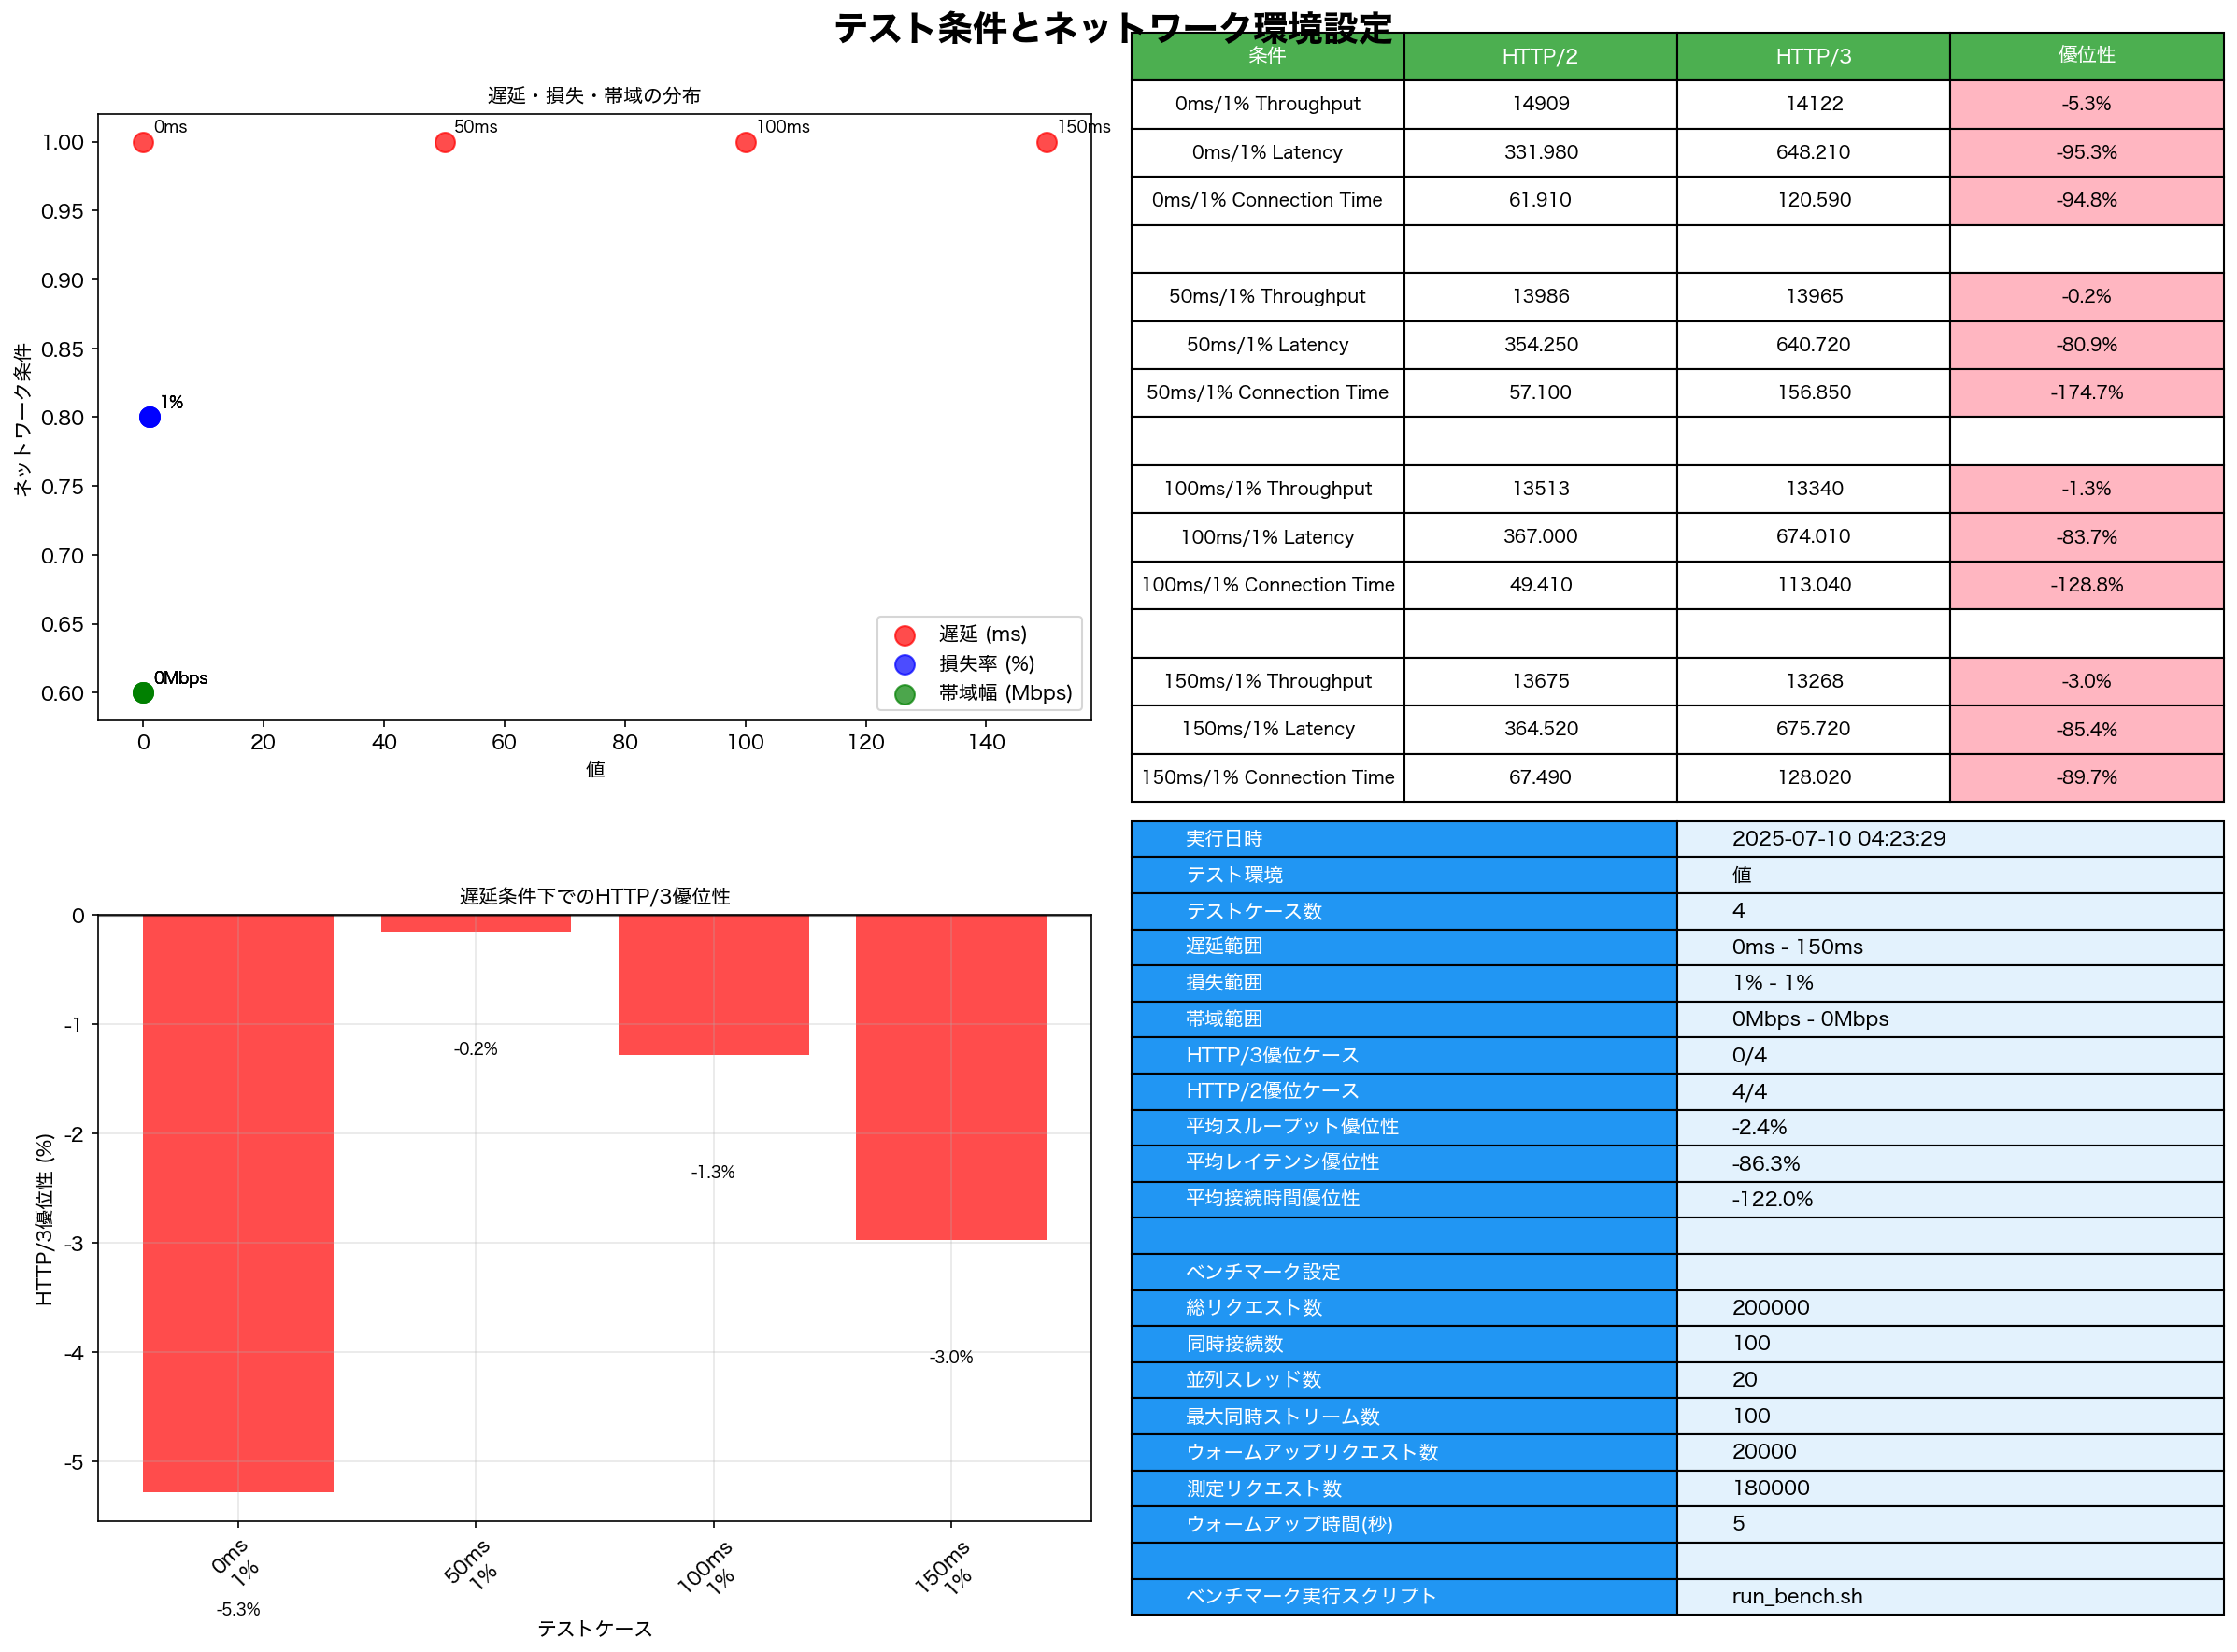 テスト条件とネットワーク環境設定
遅延・損失・帯域の分布
0ms 50ms 100ms 150ms
1.00
0.95
0.90
0.85
1%
0.80
0.75
0.70
0.65
0Mbps
0.60
ネットワーク条件
遅延 (ms)
損失率 (%)
帯域幅 (Mbps)
0 20 40 60 80 100 120 140
値
条件 HTTP/2 HTTP/3 優位性
0ms/1% Throughput 14909 14122 -5.3%
0ms/1% Latency 331.980 648.210 -95.3%
0ms/1% Connection Time 61.910 120.590 -94.8%
50ms/1% Throughput 13986 13965 -0.2%
50ms/1% Latency 354.250 640.720 -80.9%
50ms/1% Connection Time 57.100 156.850 -174.7%
100ms/1% Throughput 13513 13340 -1.3%
100ms/1% Latency 367.000 674.010 -83.7%
100ms/1% Connection Time 49.410 113.040 -128.8%
150ms/1% Throughput 13675 13268 -3.0%
150ms/1% Latency 364.520 675.720 -85.4%
150ms/1% Connection Time 67.490 128.020 -89.7%
遅延条件下でのHTTP/3優位性
0
-1
-2
-3
-4
-5
HTTP/3優位性 (%)
-0.2%
-1.3%
-3.0%
0ms
1%
50ms
1%
100ms
1%
150ms
1%
-5.3%
テストケース
実行日時 2025-07-10 04:23:29
テスト環境 値
テストケース数 4
遅延範囲 0ms - 150ms
損失範囲 1% - 1%
帯域範囲 0Mbps - 0Mbps
HTTP/3優位ケース 0/4
HTTP/2優位ケース 4/4
平均スループット優位性 -2.4%
平均レイテンシ優位性 -86.3%
平均接続時間優位性 -122.0%
ベンチマーク設定
総リクエスト数 200000
同時接続数 100
並列スレッド数 20
最大同時ストリーム数 100
ウォームアップリクエスト数 20000
測定リクエスト数 180000
ウォームアップ時間(秒) 5
ベンチマーク実行スクリプト run_bench.sh